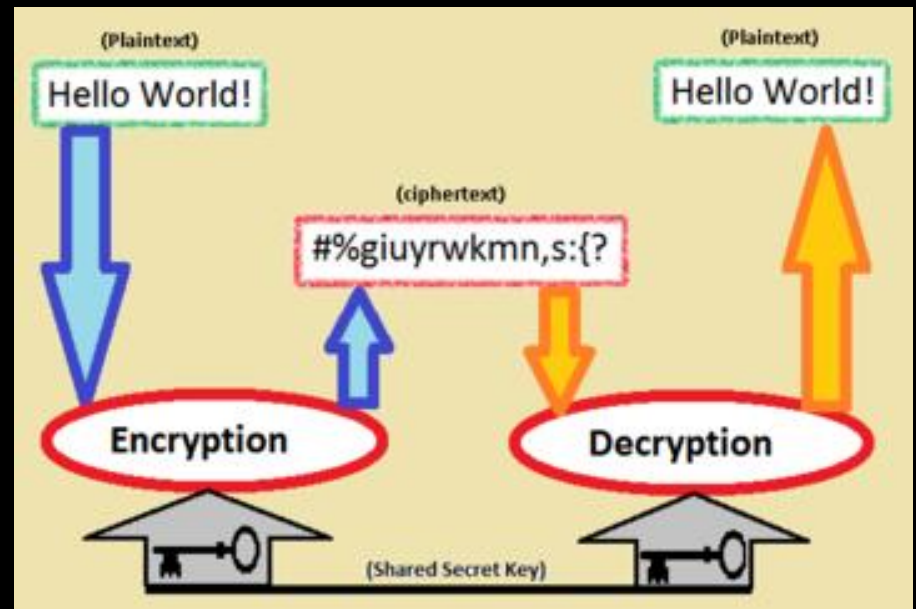 (Plaintext)
Hello World!
(Plaintext)
Hello World!
(ciphertext)
#%giuyrwkmn,s:{?
Encryption
Decryption
(Shared Secret Key)